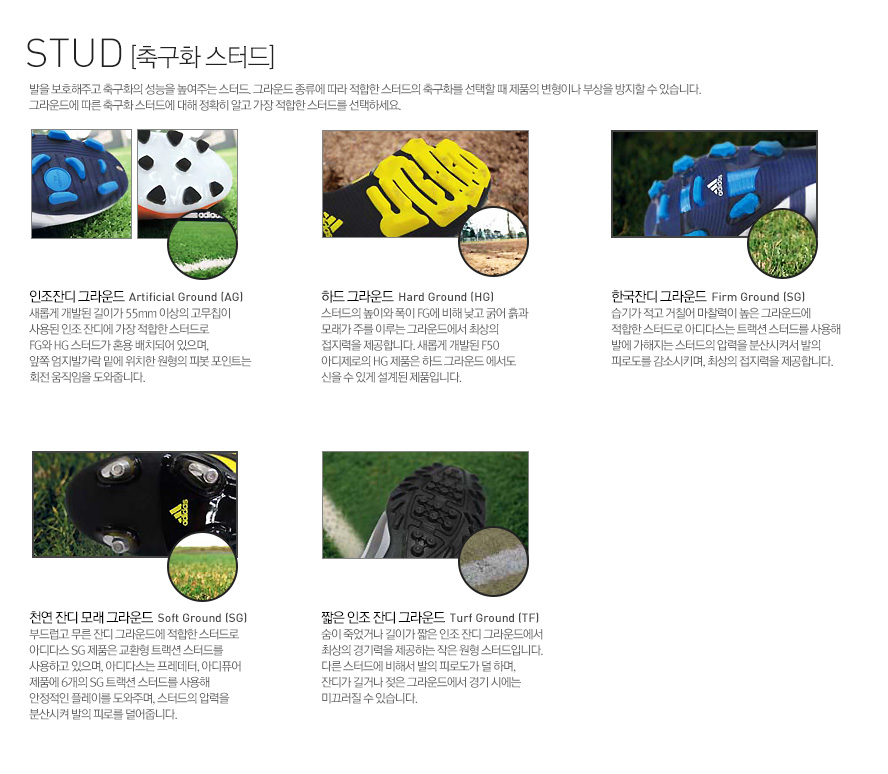 STUD [축구화 스터드]
발을 보호해주고 축구화의 성능을 높여주는 스터드. 그라운드 종류에 따라 적합한 스터드의 축구화를 선택할 때 제품의 변형이나 부상을 방지할 수 있습니다.
그라운드에 따른 축구화 스터드에 대해 정확히 알고 가장 적합한 스터드를 선택하세요.
adidas
adidas
인조잔디 그라운드 Artificial Ground (AG)
새롭게 개발된 길이가 55mm 이상의 고무칩이
사용된 인조 잔디에 가장 적합한 스터드로
FG와 HG 스터드가 혼용 배치되어 있으며,
앞쪽 엄지발가락 밑에 위치한 원형의 피봇 포인트는
회전 움직임을 도와줍니다.
하드 그라운드 Hard Ground (HG)
스터드의 높이와 폭이 FG에 비해 낮고 굵어 흙과
모래가 주를 이루는 그라운드에서 최상의
접지력을 제공합니다. 새롭게 개발된 F50
아디제로의 HG 제품은 하드 그라운드 에서도
신을 수 있게 설계된 제품입니다.
adidas
한국잔디 그라운드 Firm Ground (SG)
습기가 적고 거칠어 마찰력이 높은 그라운드에
적합한 스터드로 아디다스는 트랙션 스터드를 사용해
발에 가해지는 스터드의 압력을 분산시켜서 발의
피로도를 감소시키며, 최상의 접지력을 제공합니다.
adidas
천연 잔디 모래 그라운드 Soft Ground (SG)
부드럽고 무른 잔디 그라운드에 적합한 스터드로
아디다스 SG 제품은 교환형 트랙션 스터드를
사용하고 있으며, 아디다스는 프레데터, 아디퓨어
제품에 6개의 SG 트랙션 스터드를 사용해
안정적인 플레이를 도와주며, 스터드의 압력을
분산시켜 발의 피로를 덜어줍니다.
짧은 인조 잔디 그라운드 Turf Ground (TF)
숨이 죽었거나 길이가 짧은 인조 잔디 그라운드에서
최상의 경기력을 제공하는 작은 원형 스터드입니다.
다른 스터드에 비해서 발의 피로도가 덜 하며,
잔디가 길거나 젖은 그라운드에서 경기 시에는
미끄러질 수 있습니다.